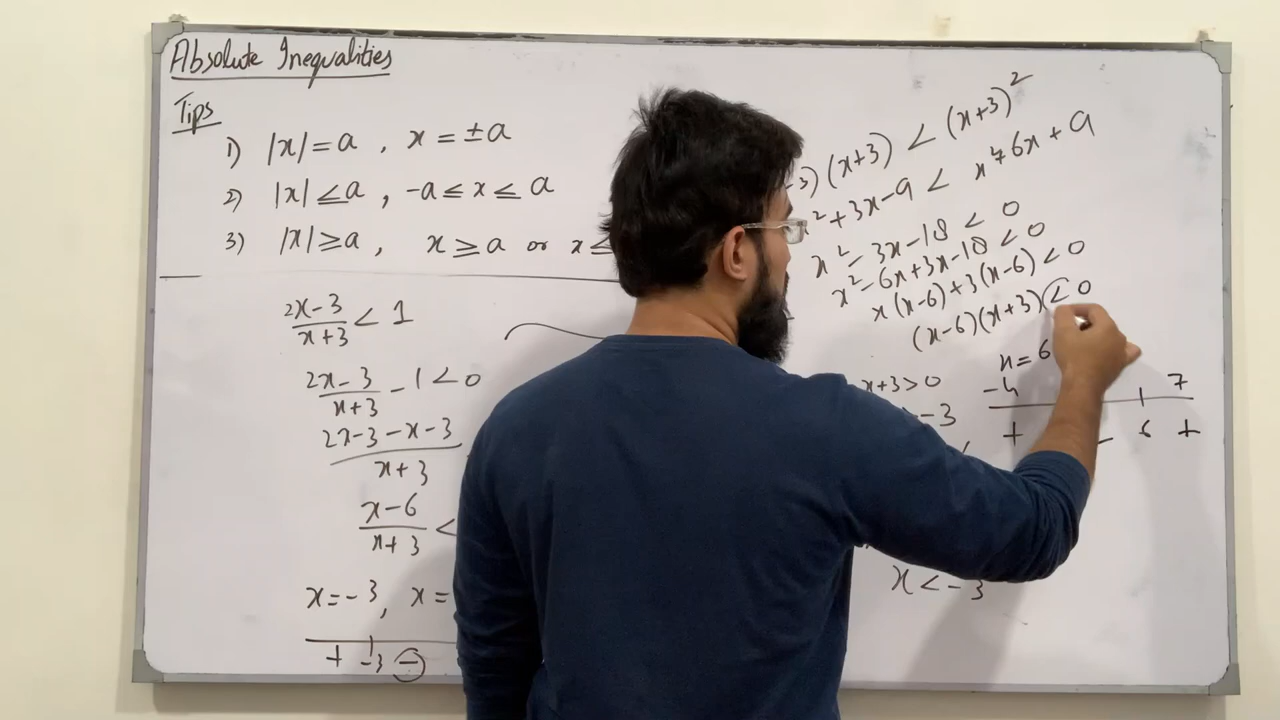 Absolute Inequalities
Tips
1) |x| = a , x = ±a
2) |x| ≤ a , -a ≤ x ≤ a
3) |x| ≥ a , x ≥ a or x ≤
(2x-3)/(x+3) < 1
(2x-3)/(x+3) - 1 < 0
(2x-3-x-3)/(x+3)
(x-6)/(x+3) <
x = -3, x =
+ -3 -
3)(x+3) < (x+3)²
x² + 3x - 9 < x² + 6x + 9
x² - 3x - 18 < 0
x² - 6x + 3x - 18 < 0
x(x-6) + 3(x-6) < 0
(x-6)(x+3) < 0
x = 6
x+3 > 0
-3
-4 7
+ - 6 +
x < -3